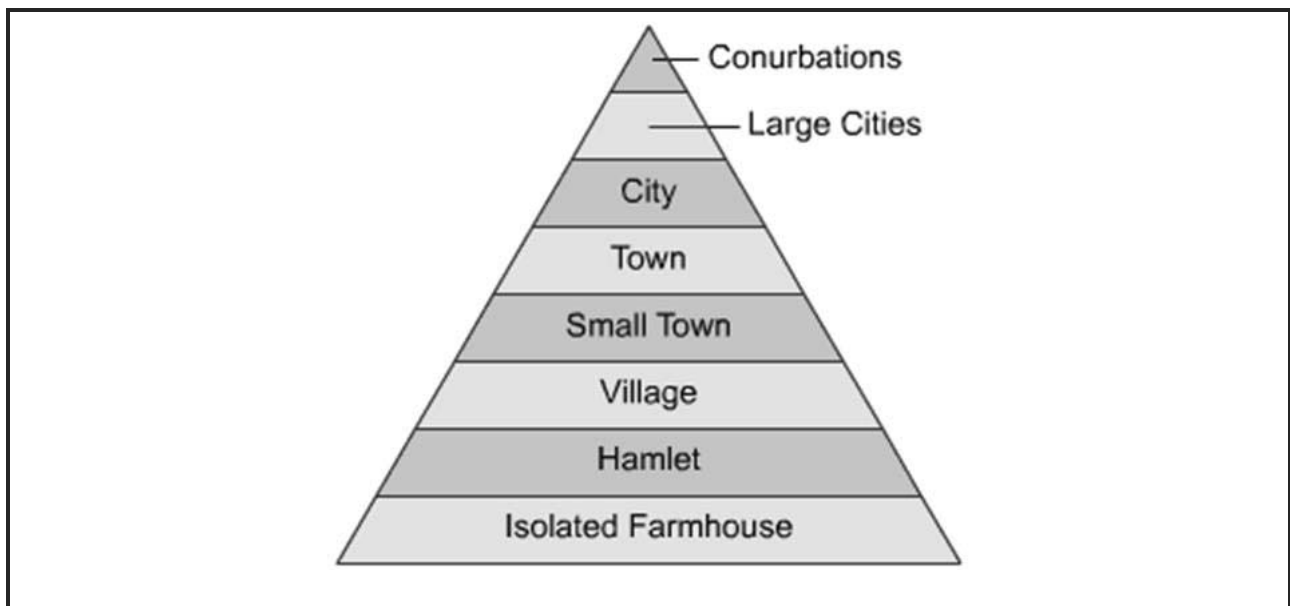 Conurbations
Large Cities
City
Town
Small Town
Village
Hamlet
Isolated Farmhouse